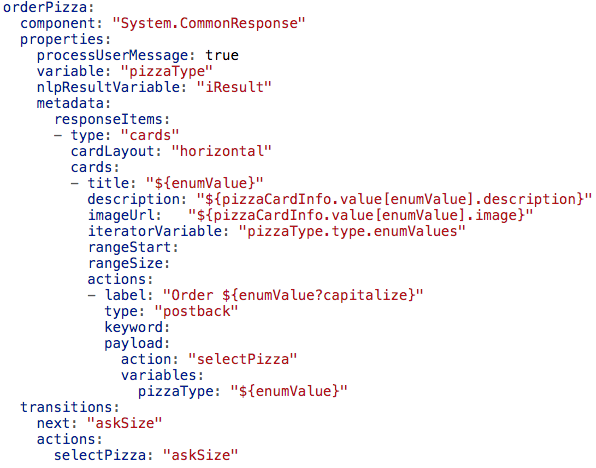 orderPizza:
  component: "System.CommonResponse"
  properties:
    processUserMessage: true
    variable: "pizzaType"
    nlpResultVariable: "iResult"
    metadata:
      responseItems:
      - type: "cards"
        cardLayout: "horizontal"
        cards:
        - title: "${enumValue}"
          description: "${pizzaCardInfo.value[enumValue].description}"
          imageUrl:   "${pizzaCardInfo.value[enumValue].image}"
          iteratorVariable: "pizzaType.type.enumValues"
          rangeStart:
          rangeSize:
          actions:
          - label: "Order ${enumValue?capitalize}"
            type: "postback"
            keyword:
            payload:
              action: "selectPizza"
              variables:
                pizzaType: "${enumValue}"
  transitions:
    next: "askSize"
    actions:
      selectPizza: "askSize"